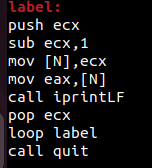 label:
push ecx
sub ecx,1
mov [N],ecx
mov eax,[N]
call iprintLF
pop ecx
loop label
call quit